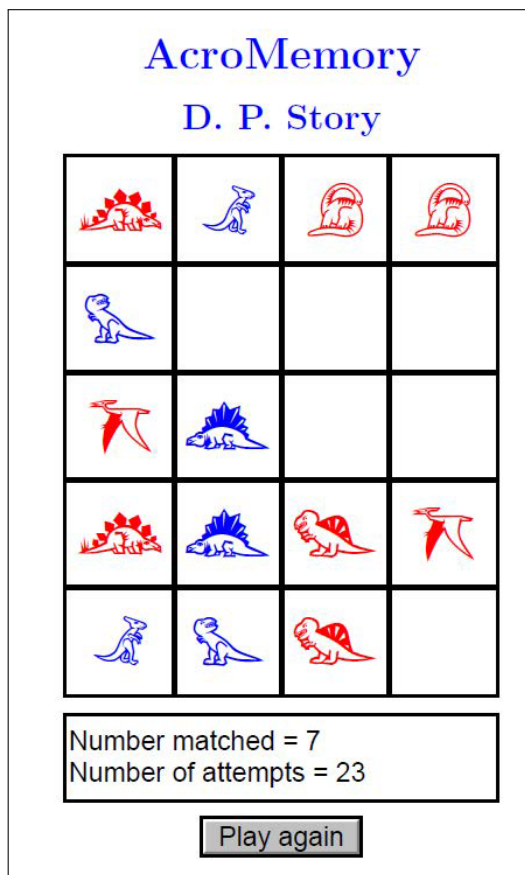 AcroMemory
D. P. Story
Number matched = 7
Number of attempts = 23
Play again